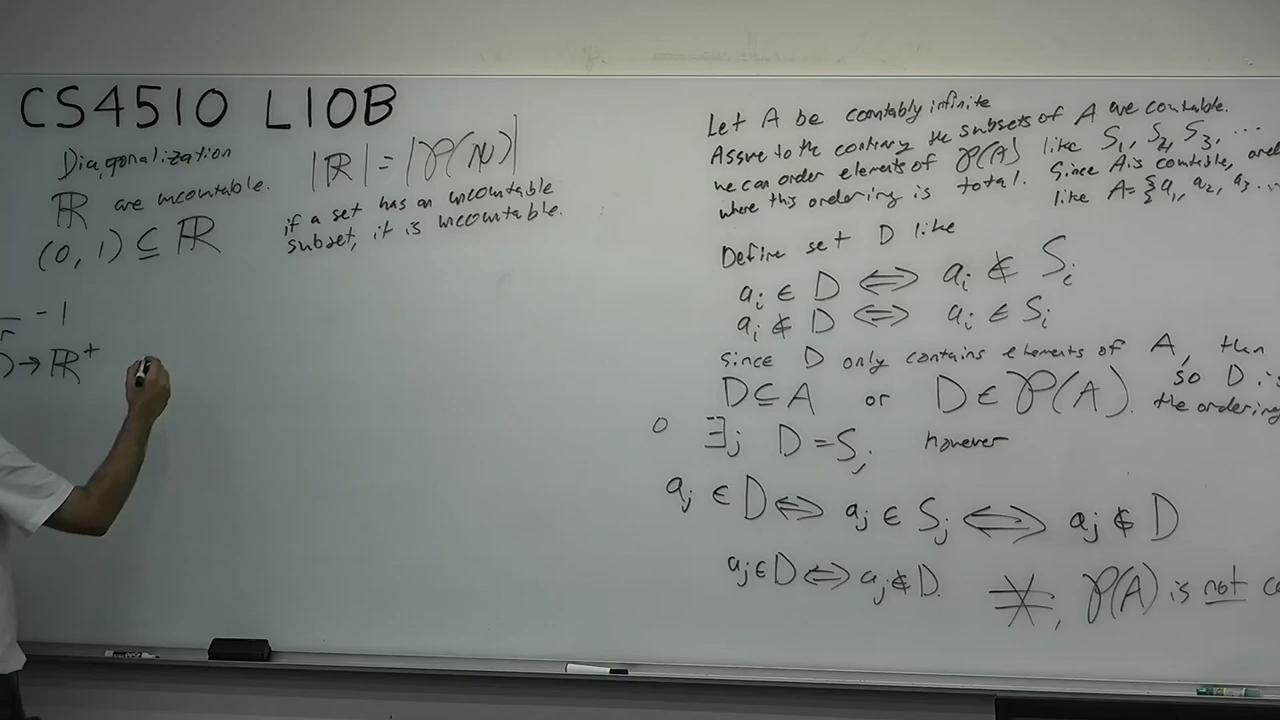 CS4510 L10B
Diagonalization
ℝ are uncountable.
(0, 1) ⊆ ℝ
|ℝ| = |𝒫(ℕ)|
if a set has an uncountable
subset, it is uncountable.
-1
) → ℝ⁺
Let A be countably infinite
Assume to the contrary the subsets of A are countable.
we can order elements of 𝒫(A) like S₁, S₂, S₃, ...
where this ordering is total. Since A is countable,
like A = {a₁, a₂, a₃ ...
Define set D like
aᵢ ∈ D ⟺ aᵢ ∉ Sᵢ
aᵢ ∉ D ⟺ aᵢ ∈ Sᵢ
Since D only contains elements of A, then
D ⊆ A or D ∈ 𝒫(A). so D is
the ordering
∃j D = Sⱼ however
aⱼ ∈ D ⟺ aⱼ ∈ Sⱼ ⟺ aⱼ ∉ D
aⱼ ∈ D ⟺ aⱼ ∉ D. ※, 𝒫(A) is not